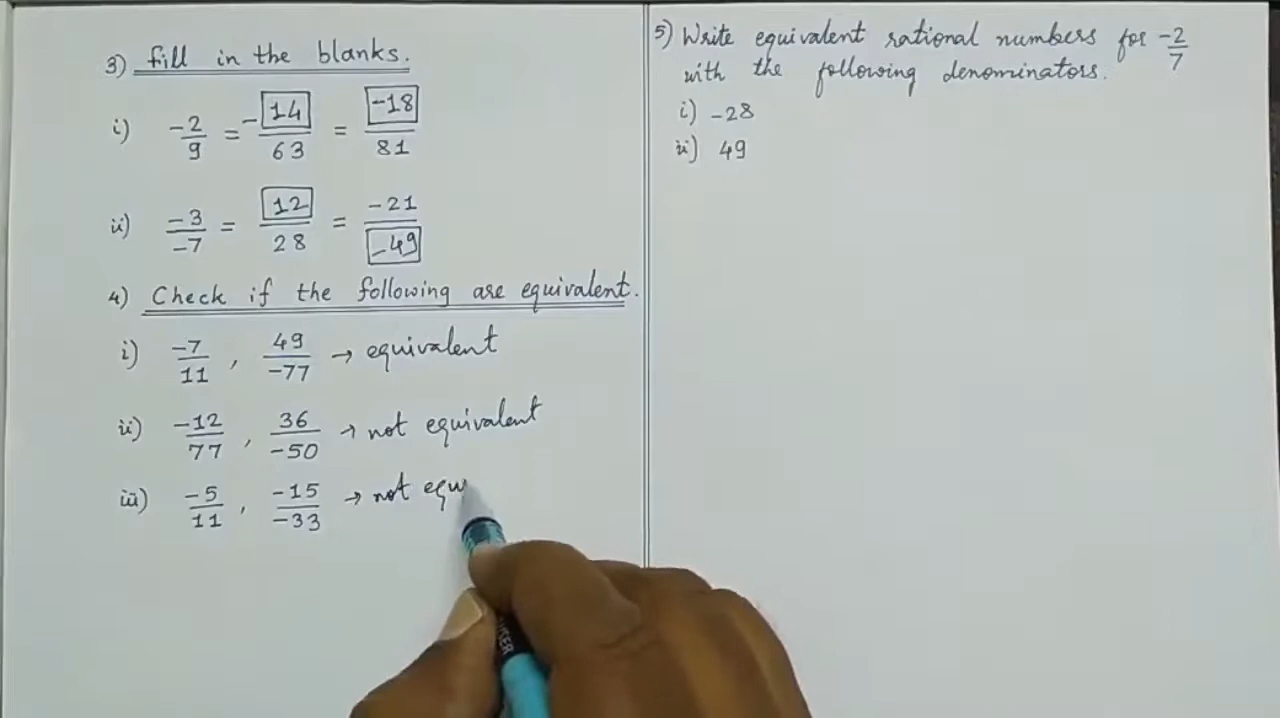 3) fill in the blanks.
i) -2/9 = -14/63 = -18/81
ii) -3/-7 = 12/28 = -21/-49
4) Check if the following are equivalent.
i) -7/11 , 49/-77 → equivalent
ii) -12/77 , 36/-50 → not equivalent
iii) -5/11 , -15/-33 → not equ
5) Write equivalent rational numbers for -2/7
with the following denominators.
i) -28
ii) 49